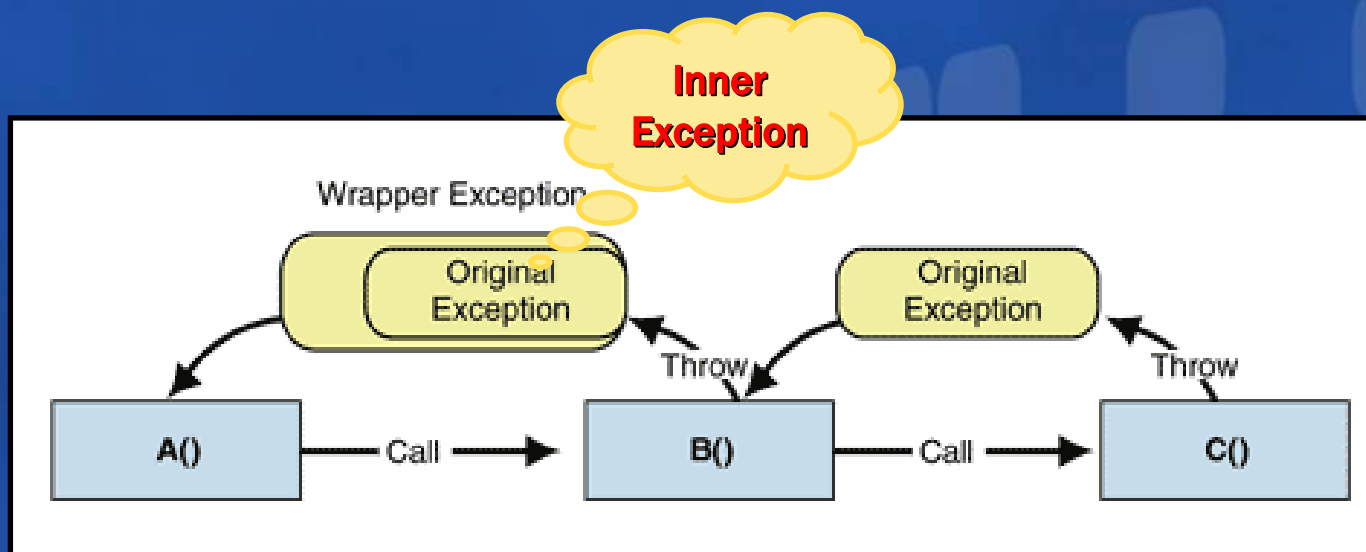 Inner
Exception
Wrapper Exception
Original
Exception
Original
Exception
Throw
Throw
A()
Call
B()
Call
C()